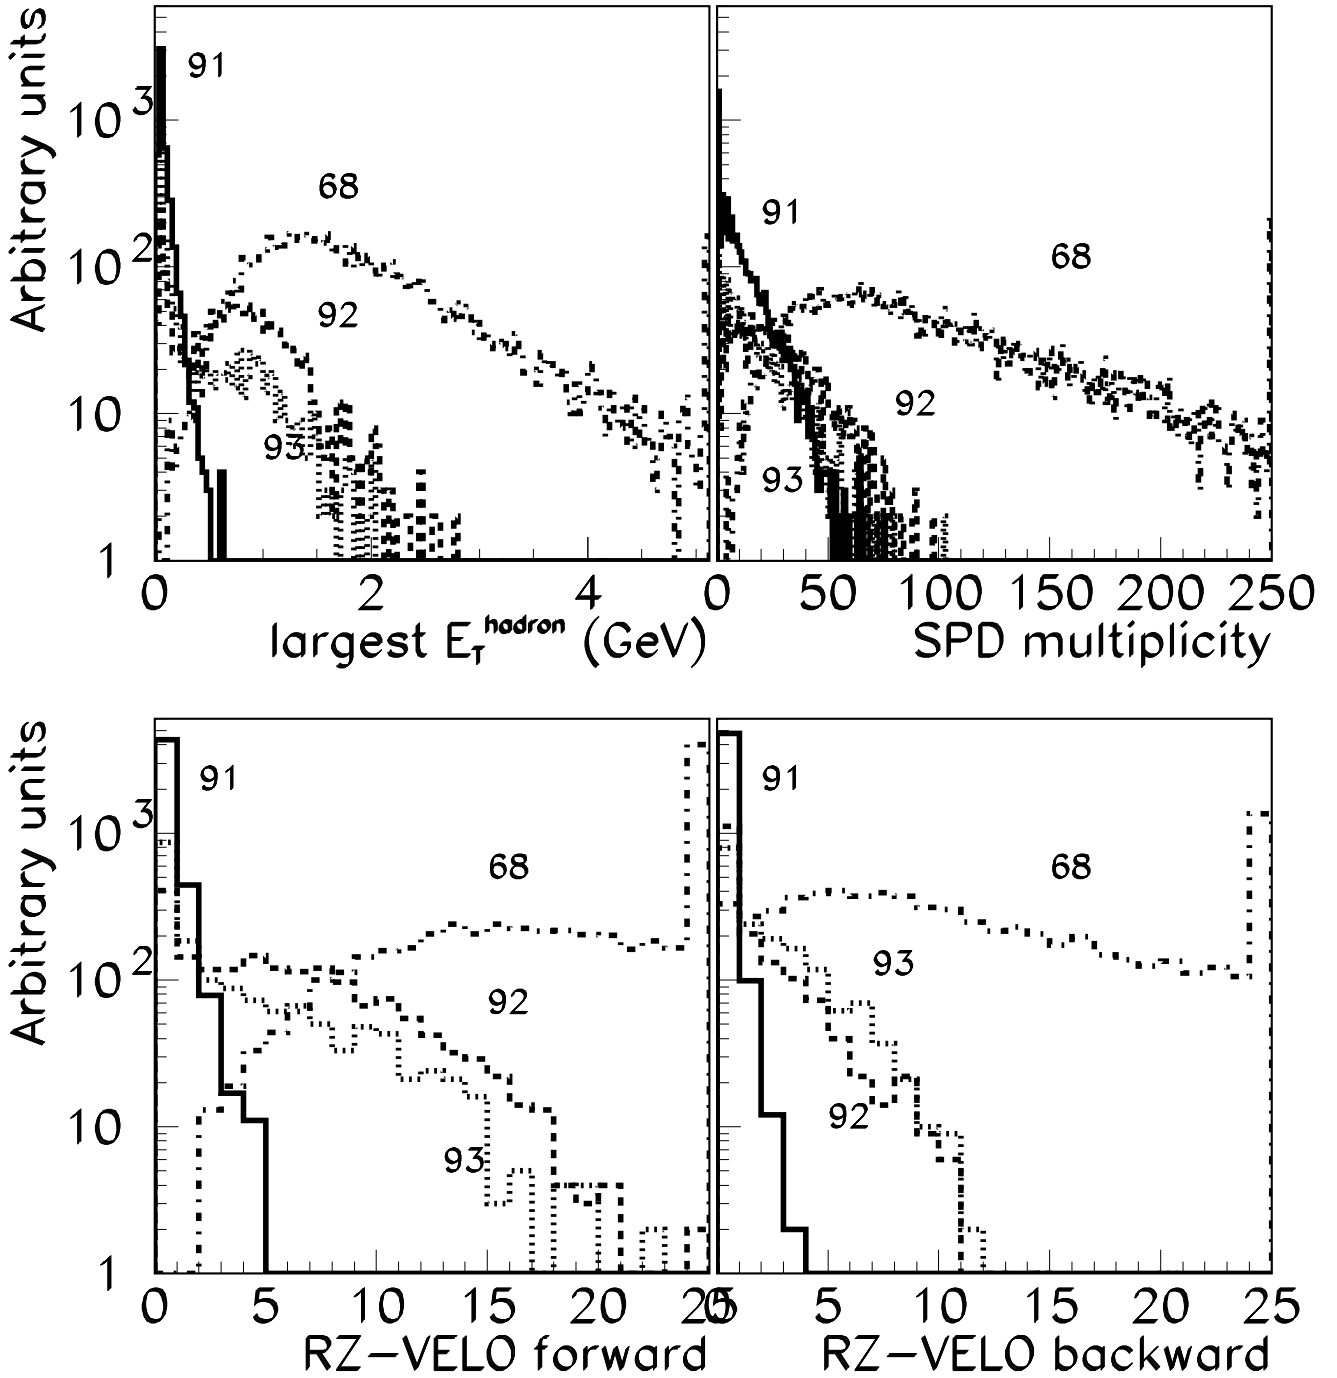 Arbitrary units
10^3
10^2
10
1
91
68
92
93
0 2 4
largest E_T^hadron (GeV)
91
68
92
93
0 50 100 150 200 250
SPD multiplicity
Arbitrary units
10^3
10^2
10
1
91
68
92
93
0 5 10 15 20 25
RZ-VELO forward
91
68
93
92
0 5 10 15 20 25
RZ-VELO backward